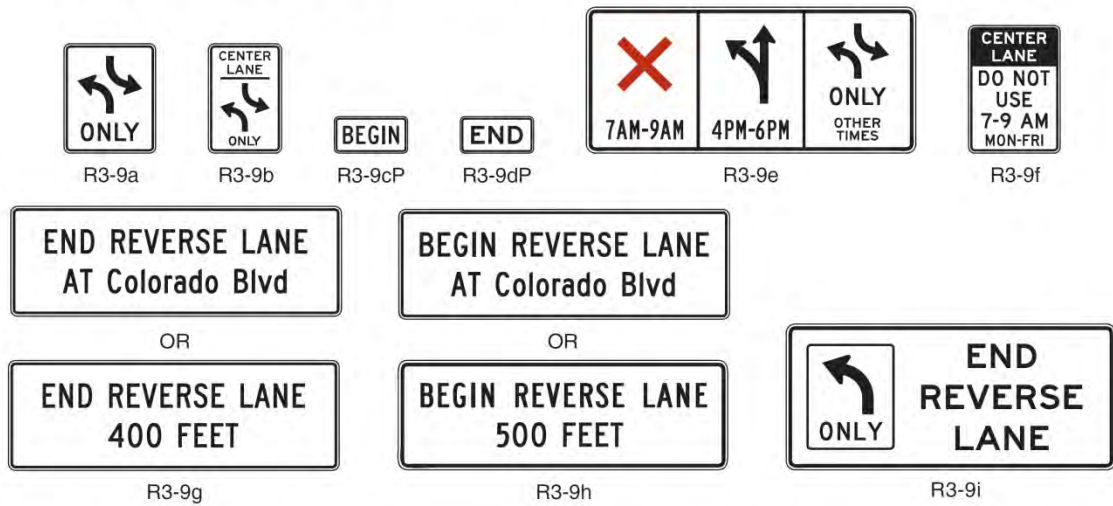 ONLY
R3-9a
CENTER
LANE
ONLY
R3-9b
BEGIN
R3-9cP
END
R3-9dP
7AM-9AM
4PM-6PM
ONLY
OTHER
TIMES
R3-9e
CENTER
LANE
DO NOT
USE
7-9 AM
MON-FRI
R3-9f
END REVERSE LANE
AT Colorado Blvd
OR
END REVERSE LANE
400 FEET
R3-9g
BEGIN REVERSE LANE
AT Colorado Blvd
OR
BEGIN REVERSE LANE
500 FEET
R3-9h
ONLY
END
REVERSE
LANE
R3-9i